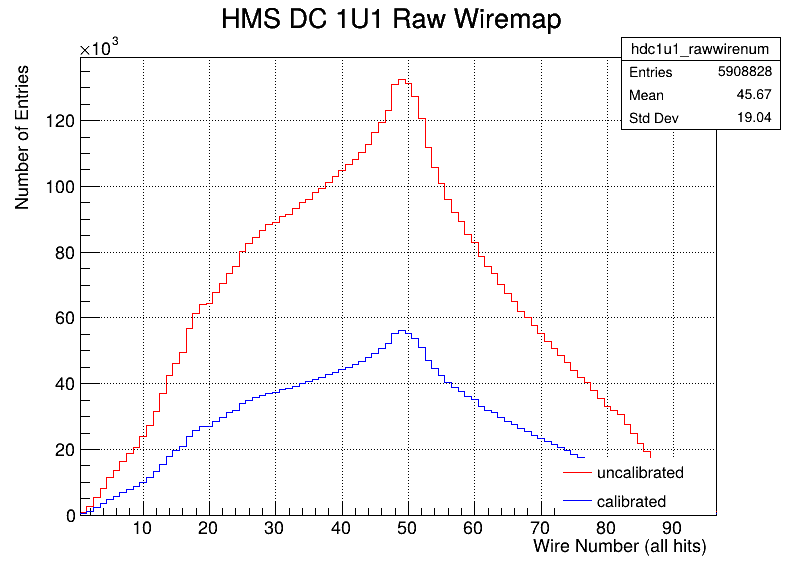 HMS DC 1U1 Raw Wiremap
×10³
hdc1u1_rawwirenum
Entries 5908828
Mean 45.67
Std Dev 19.04
Number of Entries
120
100
80
60
40
20
0
uncalibrated
calibrated
10 20 30 40 50 60 70 80 90
Wire Number (all hits)